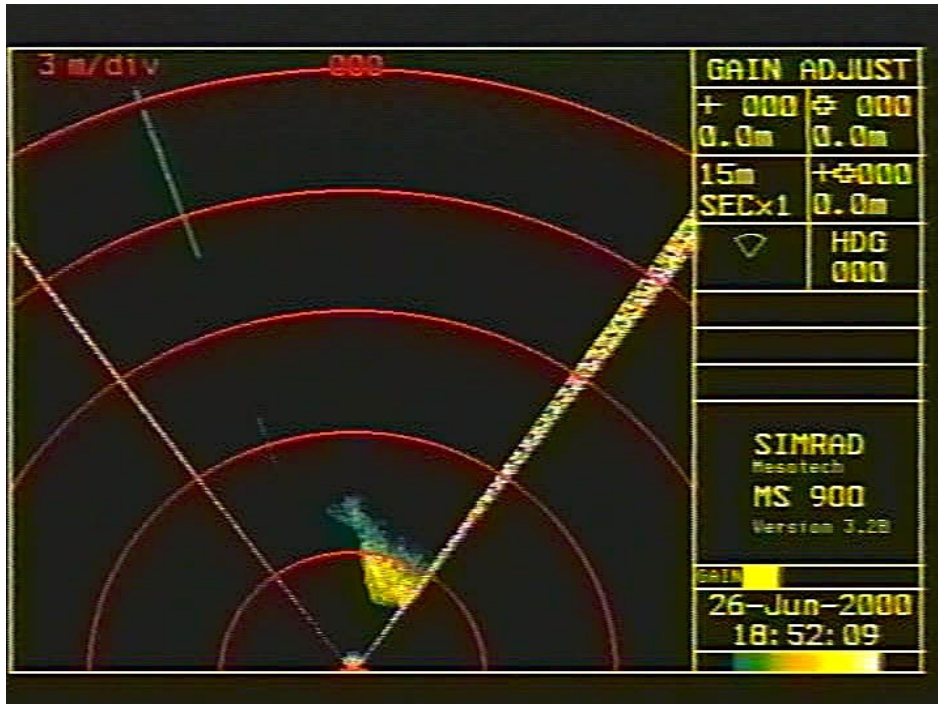 3 m/div
000
GAIN ADJUST
+ 000 000
0.0m 0.0m
15m +000
SECx1 0.0m
HDG
000
SIMRAD
Mesotech
MS 900
Version 3.2B
GAIN
26-Jun-2000
18:52:09